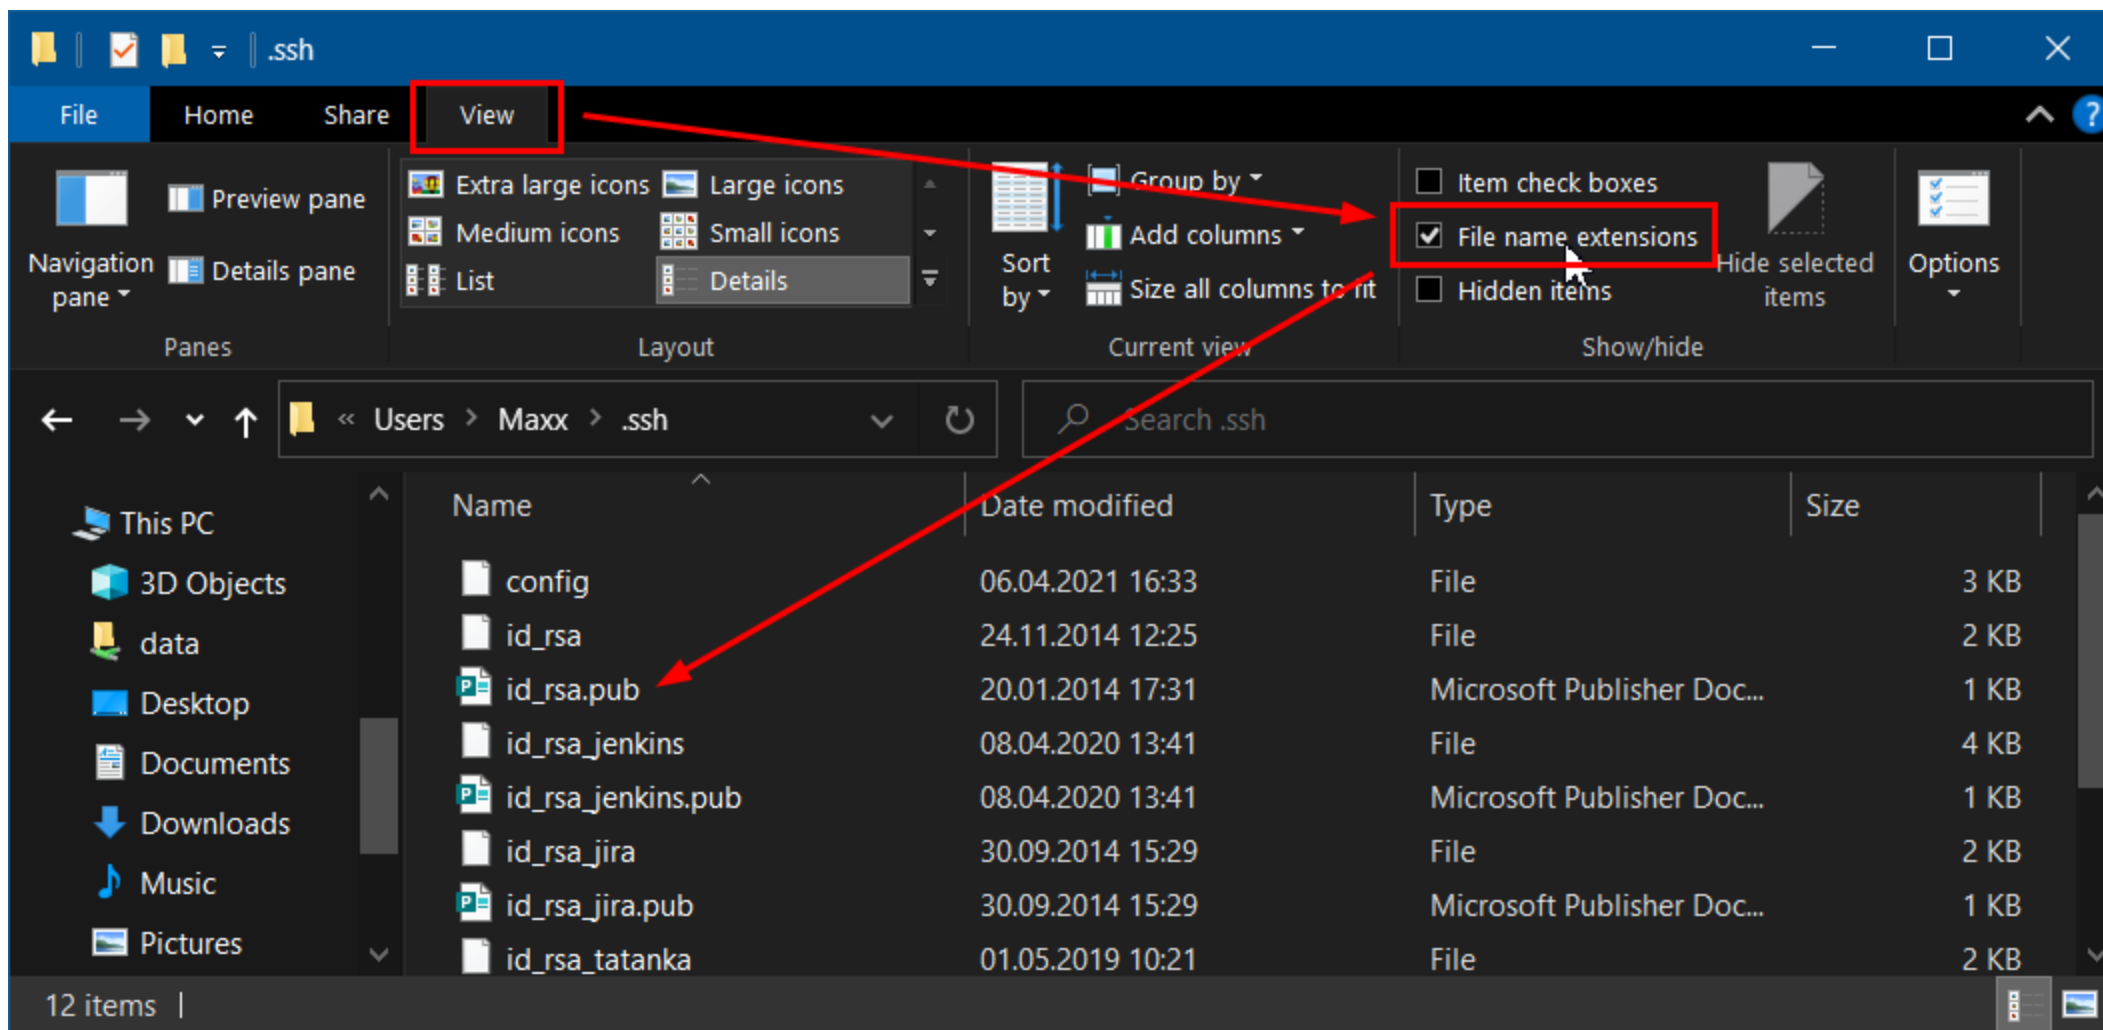 .ssh
File Home Share View
?
Navigation pane
Preview pane
Details pane
Panes
Extra large icons Large icons
Medium icons Small icons
List Details
Layout
Sort by
Group by
Add columns
Size all columns to fit
Current view
Item check boxes
File name extensions
Hidden items
Hide selected items
Show/hide
Options
« Users > Maxx > .ssh
Search .ssh
This PC
3D Objects
data
Desktop
Documents
Downloads
Music
Pictures
Name Date modified Type Size
config 06.04.2021 16:33 File 3 KB
id_rsa 24.11.2014 12:25 File 2 KB
id_rsa.pub 20.01.2014 17:31 Microsoft Publisher Doc... 1 KB
id_rsa_jenkins 08.04.2020 13:41 File 4 KB
id_rsa_jenkins.pub 08.04.2020 13:41 Microsoft Publisher Doc... 1 KB
id_rsa_jira 30.09.2014 15:29 File 2 KB
id_rsa_jira.pub 30.09.2014 15:29 Microsoft Publisher Doc... 1 KB
id_rsa_tatanka 01.05.2019 10:21 File 2 KB
12 items